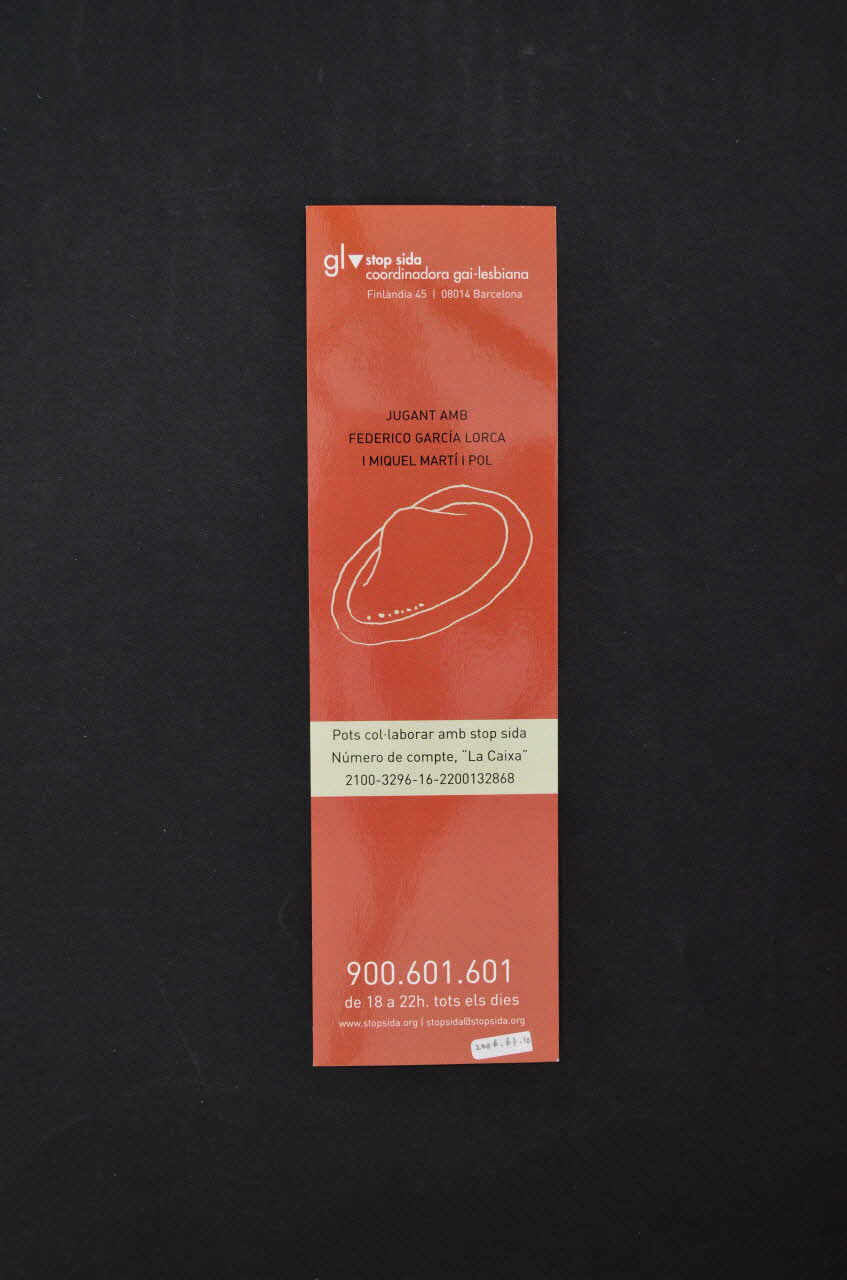 gl stop sida
coordinadora gai-lesbiana
Finlàndia 45 | 08014 Barcelona
JUGANT AMB
FEDERICO GARCÍA LORCA
I MIQUEL MARTÍ I POL
Pots col·laborar amb stop sida
Número de compte, "La Caixa"
2100-3296-16-2200132868
900.601.601
de 18 a 22h. tots els dies
www.stopsida.org | stopsida@stopsida.org